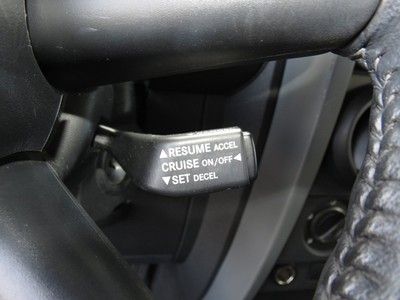 ▲RESUME ACCEL
CRUISE ON/OFF◀
▼SET DECEL